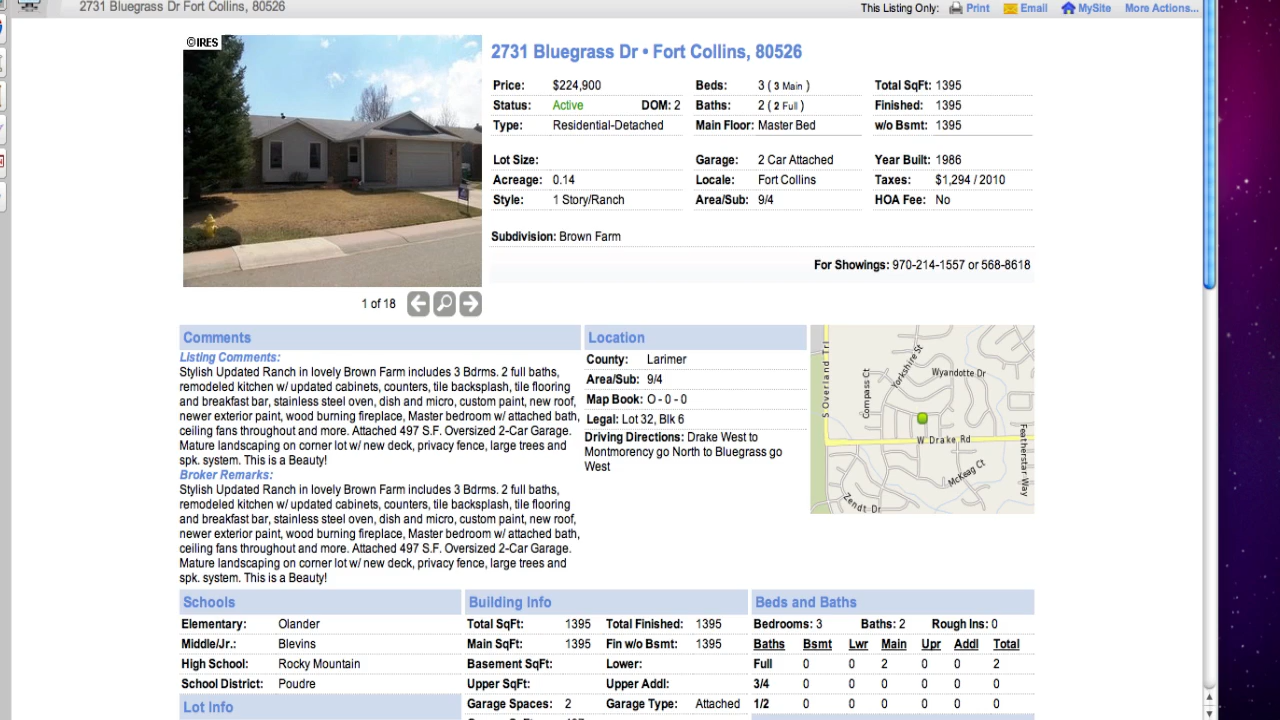 2731 Bluegrass Dr Fort Collins, 80526
This Listing Only: Print Email MySite More Actions...
©IRES
2731 Bluegrass Dr • Fort Collins, 80526
Price: $224,900 Beds: 3 ( 3 Main ) Total SqFt: 1395
Status: Active DOM: 2 Baths: 2 ( 2 Full ) Finished: 1395
Type: Residential-Detached Main Floor: Master Bed w/o Bsmt: 1395
Lot Size: Garage: 2 Car Attached Year Built: 1986
Acreage: 0.14 Locale: Fort Collins Taxes: $1,294 / 2010
Style: 1 Story/Ranch Area/Sub: 9/4 HOA Fee: No
Subdivision: Brown Farm
For Showings: 970-214-1557 or 568-8618
1 of 18
Comments
Listing Comments:
Stylish Updated Ranch in lovely Brown Farm includes 3 Bdrms. 2 full baths,
remodeled kitchen w/ updated cabinets, counters, tile backsplash, tile flooring
and breakfast bar, stainless steel oven, dish and micro, custom paint, new roof,
newer exterior paint, wood burning fireplace, Master bedroom w/ attached bath,
ceiling fans throughout and more. Attached 497 S.F. Oversized 2-Car Garage.
Mature landscaping on corner lot w/ new deck, privacy fence, large trees and
spk. system. This is a Beauty!
Broker Remarks:
Stylish Updated Ranch in lovely Brown Farm includes 3 Bdrms. 2 full baths,
remodeled kitchen w/ updated cabinets, counters, tile backsplash, tile flooring
and breakfast bar, stainless steel oven, dish and micro, custom paint, new roof,
newer exterior paint, wood burning fireplace, Master bedroom w/ attached bath,
ceiling fans throughout and more. Attached 497 S.F. Oversized 2-Car Garage.
Mature landscaping on corner lot w/ new deck, privacy fence, large trees and
spk. system. This is a Beauty!
Location
County: Larimer
Area/Sub: 9/4
Map Book: O - 0 - 0
Legal: Lot 32, Blk 6
Driving Directions: Drake West to
Montmorency go North to Bluegrass go
West
S Overland Trl
Compass Ct
Yorkshire St
Wyandotte Dr
W Drake Rd
McKeag Ct
Zendt Dr
Featherstar Way
Schools
Elementary: Olander
Middle/Jr.: Blevins
High School: Rocky Mountain
School District: Poudre
Lot Info
Building Info
Total SqFt: 1395 Total Finished: 1395
Main SqFt: 1395 Fin w/o Bsmt: 1395
Basement SqFt: Lower:
Upper SqFt: Upper Addl:
Garage Spaces: 2 Garage Type: Attached
Beds and Baths
Bedrooms: 3 Baths: 2 Rough Ins: 0
Baths Bsmt Lwr Main Upr Addl Total
Full 0 0 2 0 0 2
3/4 0 0 0 0 0 0
1/2 0 0 0 0 0 0